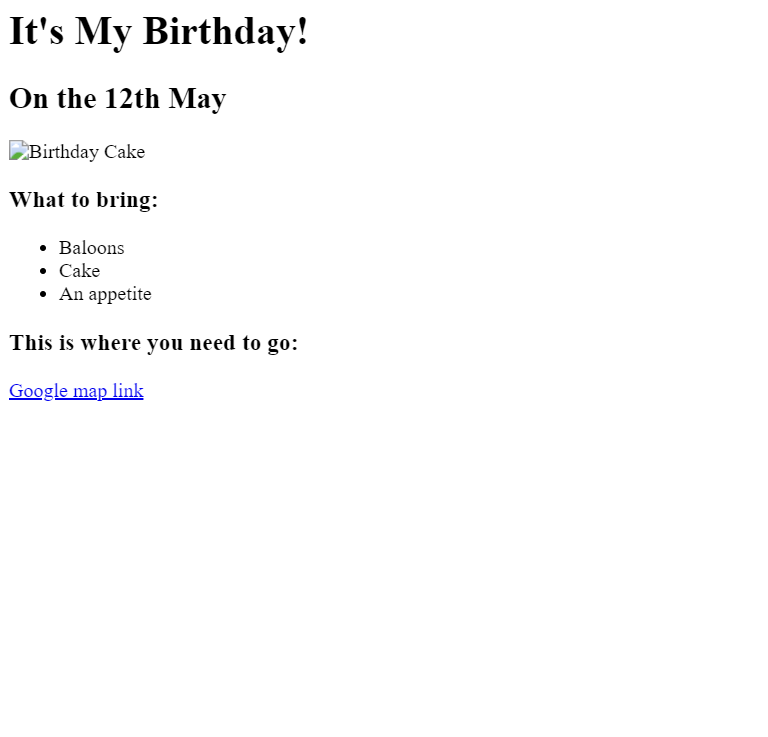 It's My Birthday!
On the 12th May
Birthday Cake
What to bring:
Baloons
Cake
An appetite
This is where you need to go:
Google map link